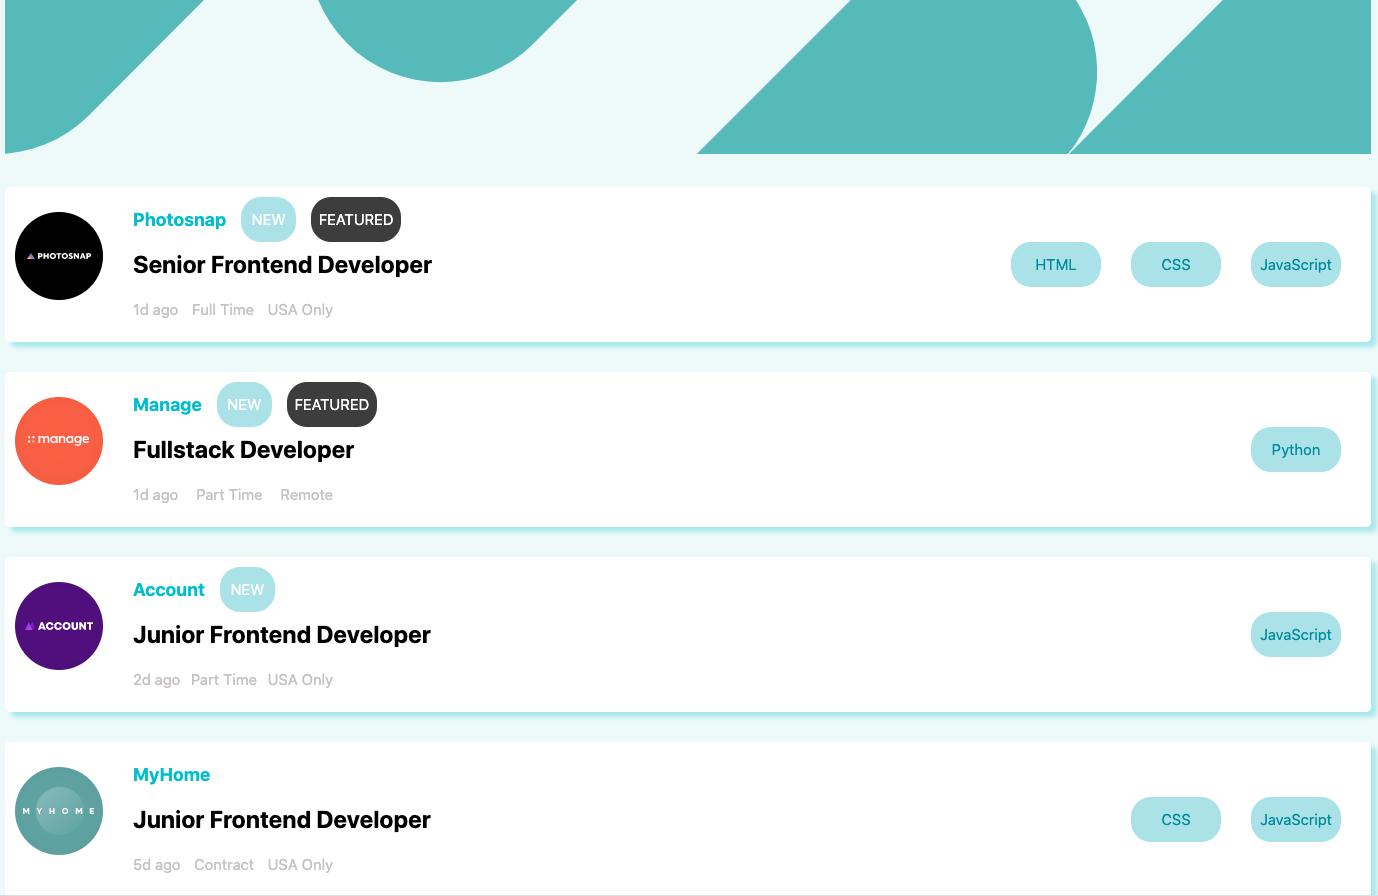 PHOTOSNAP
Photosnap NEW FEATURED
Senior Frontend Developer
1d ago Full Time USA Only
HTML CSS JavaScript
manage
Manage NEW FEATURED
Fullstack Developer
1d ago Part Time Remote
Python
ACCOUNT
Account NEW
Junior Frontend Developer
2d ago Part Time USA Only
JavaScript
MYHOME
MyHome
Junior Frontend Developer
5d ago Contract USA Only
CSS JavaScript